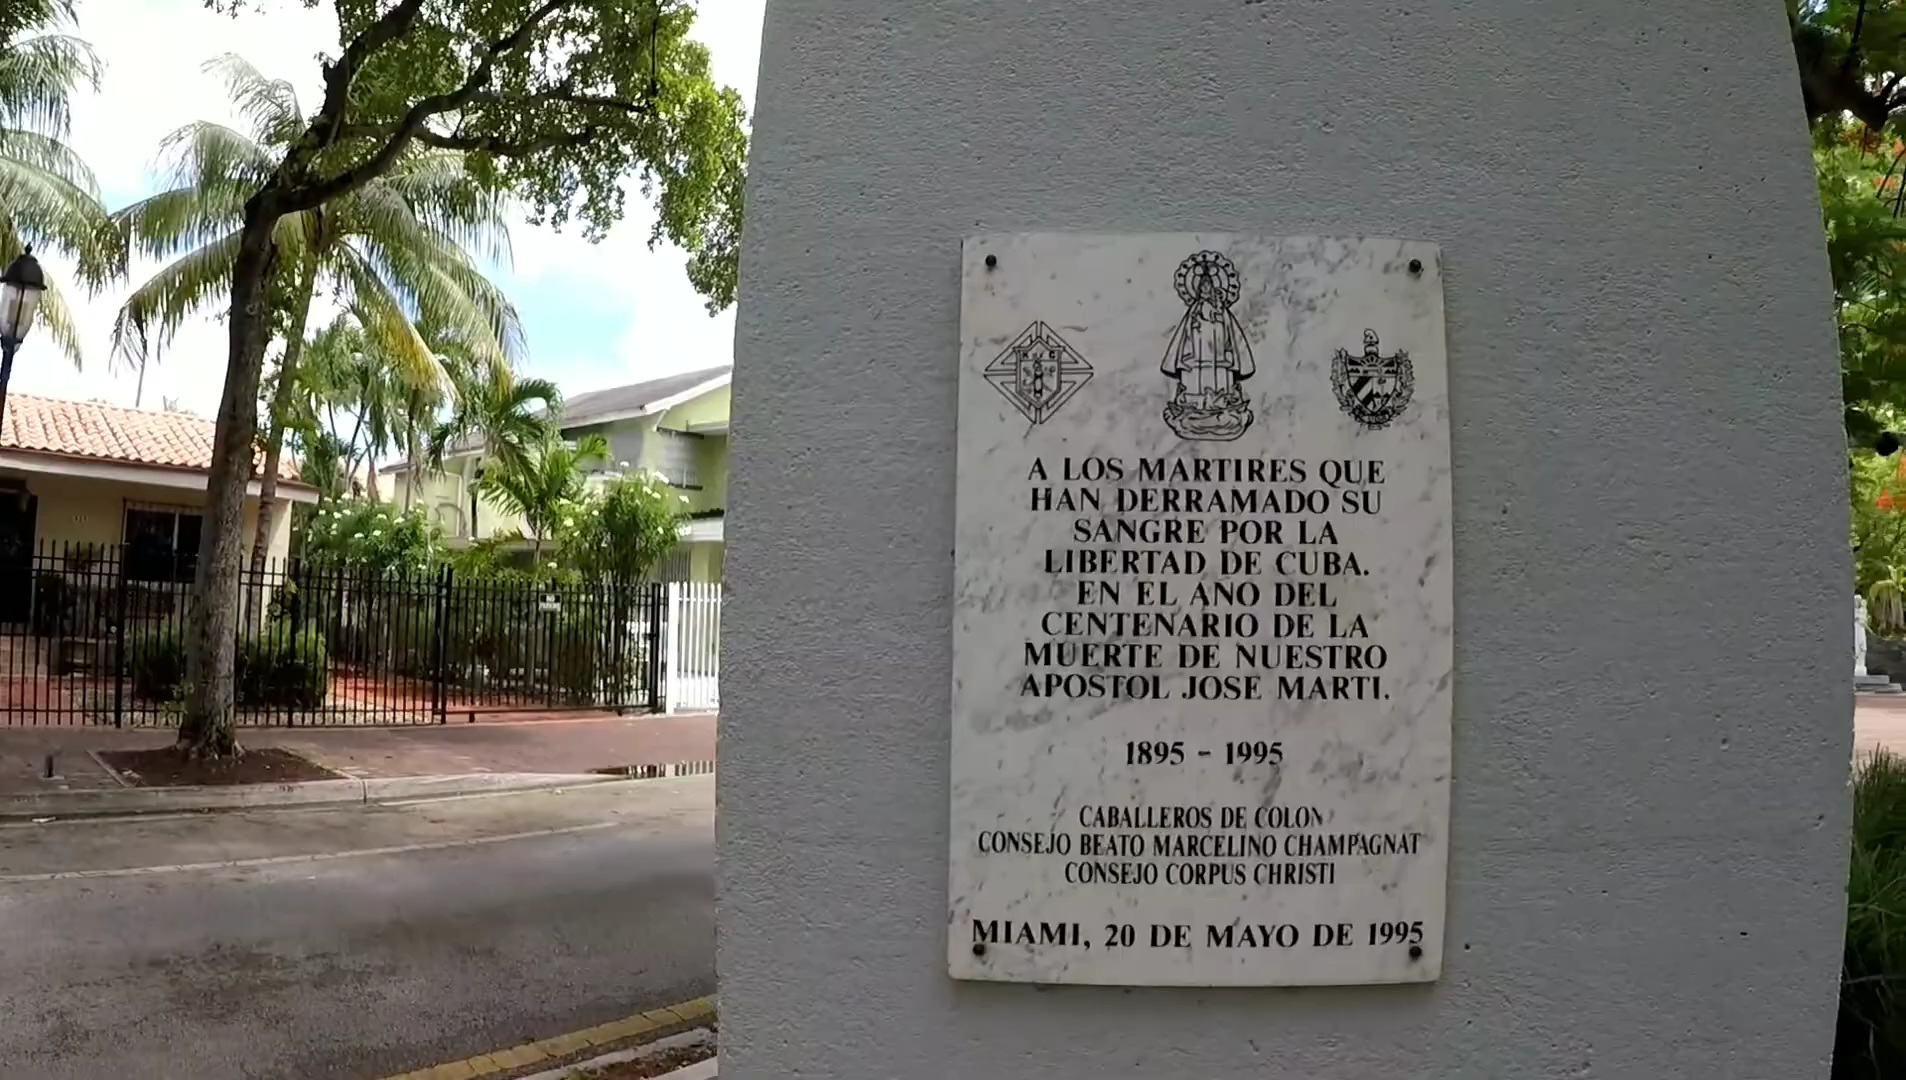 A LOS MARTIRES QUE
HAN DERRAMADO SU
SANGRE POR LA
LIBERTAD DE CUBA.
EN EL ANO DEL
CENTENARIO DE LA
MUERTE DE NUESTRO
APOSTOL JOSE MARTI.
1895 - 1995
CABALLEROS DE COLON
CONSEJO BEATO MARCELINO CHAMPAGNAT
CONSEJO CORPUS CHRISTI
MIAMI, 20 DE MAYO DE 1995